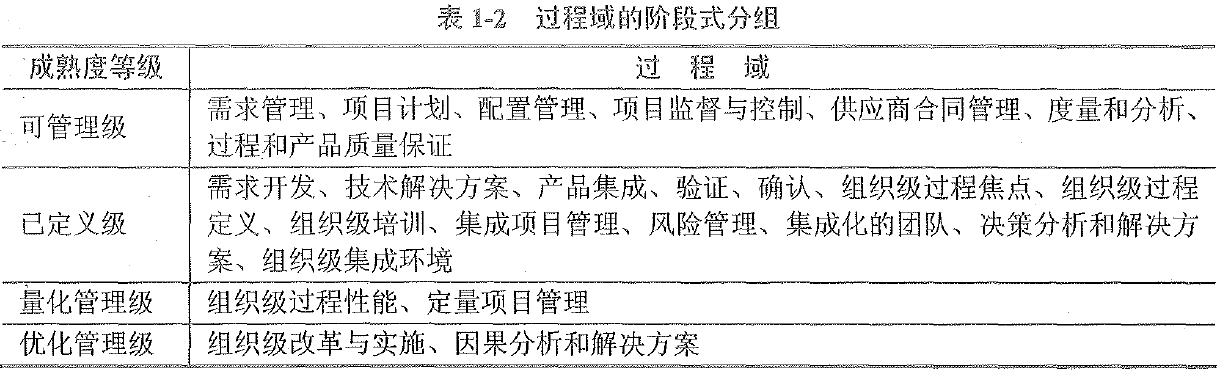 表 1-2 过程域的阶段式分组
成熟度等级 过 程 域
可管理级 需求管理、项目计划、配置管理、项目监督与控制、供应商合同管理、度量和分析、
过程和产品质量保证
已定义级 需求开发、技术解决方案、产品集成、验证、确认、组织级过程焦点、组织级过程
定义、组织级培训、集成项目管理、风险管理、集成化的团队、决策分析和解决方
案、组织级集成环境
量化管理级 组织级过程性能、定量项目管理
优化管理级 组织级改革与实施、因果分析和解决方案